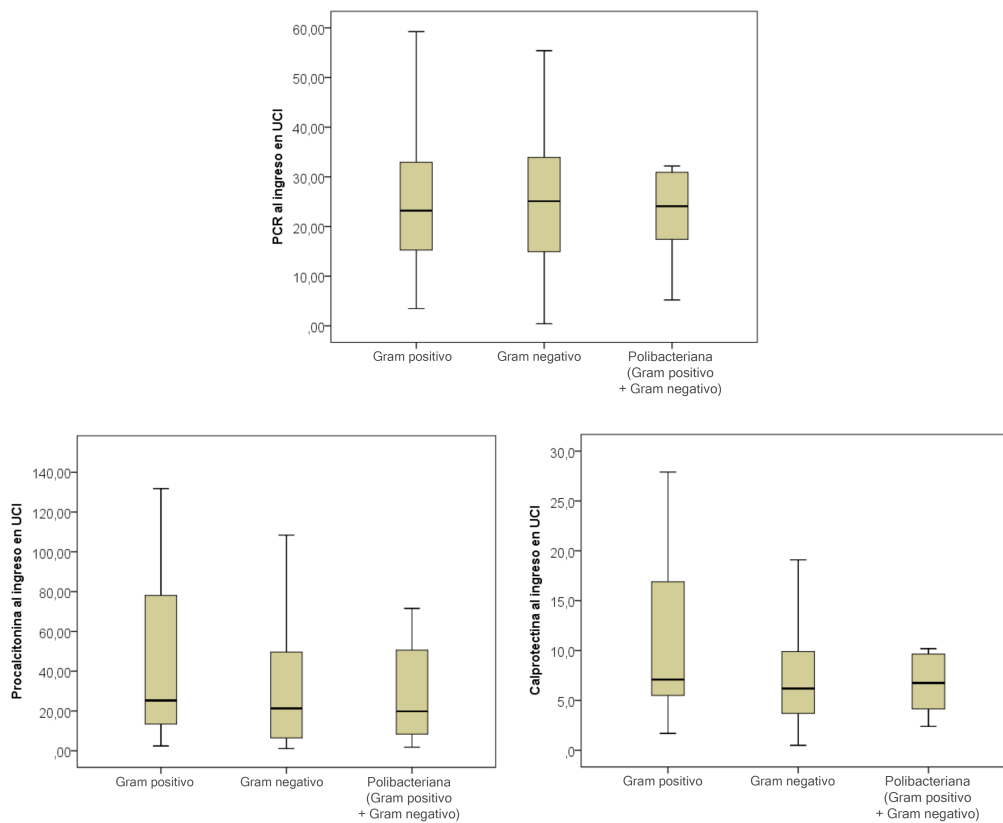 60,00
50,00
40,00
30,00
20,00
10,00
,00
PCR al ingreso en UCI
Gram positivo
Gram negativo
Polibacteriana
(Gram positivo
+ Gram negativo)
140,00
120,00
100,00
80,00
60,00
40,00
20,00
,00
Procalcitonina al ingreso en UCI
Gram positivo
Gram negativo
Polibacteriana
(Gram positivo
+ Gram negativo)
30,0
25,0
20,0
15,0
10,0
5,0
,0
Calprotectina al ingreso en UCI
Gram positivo
Gram negativo
Polibacteriana
(Gram positivo
+ Gram negativo)